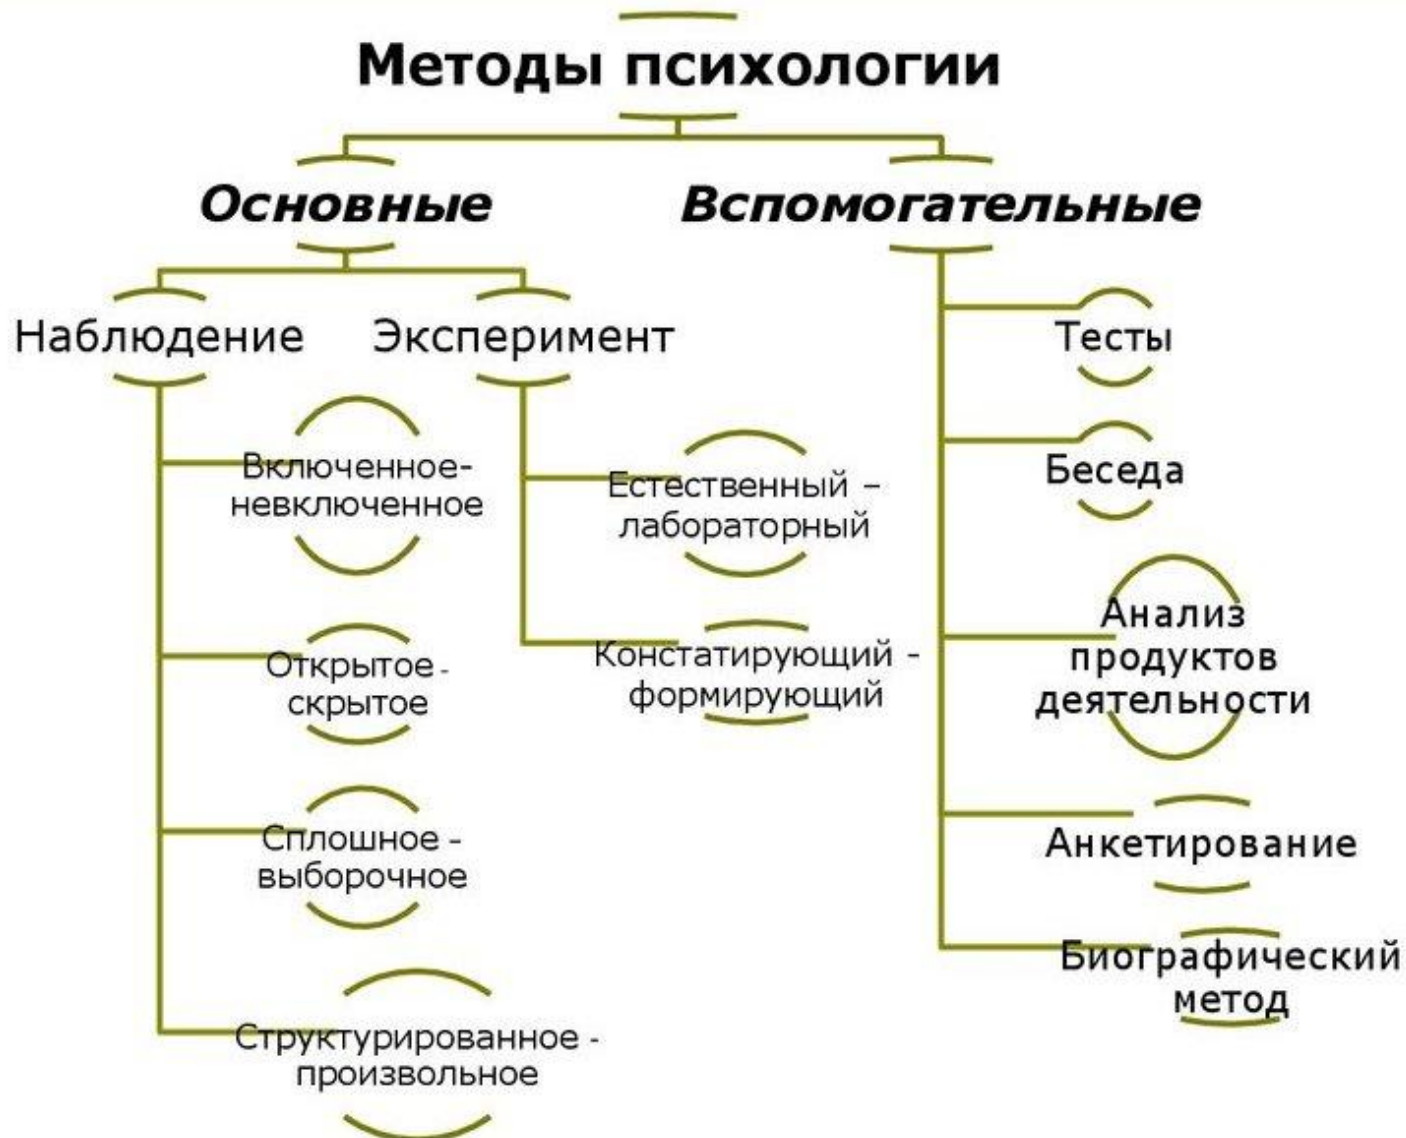 Методы психологии
Основные
Вспомогательные
Наблюдение
Эксперимент
Включенное-
невключенное
Открытое -
скрытое
Сплошное -
выборочное
Структурированное -
произвольное
Естественный –
лабораторный
Констатирующий -
формирующий
Тесты
Беседа
Анализ
продуктов
деятельности
Анкетирование
Биографический
метод